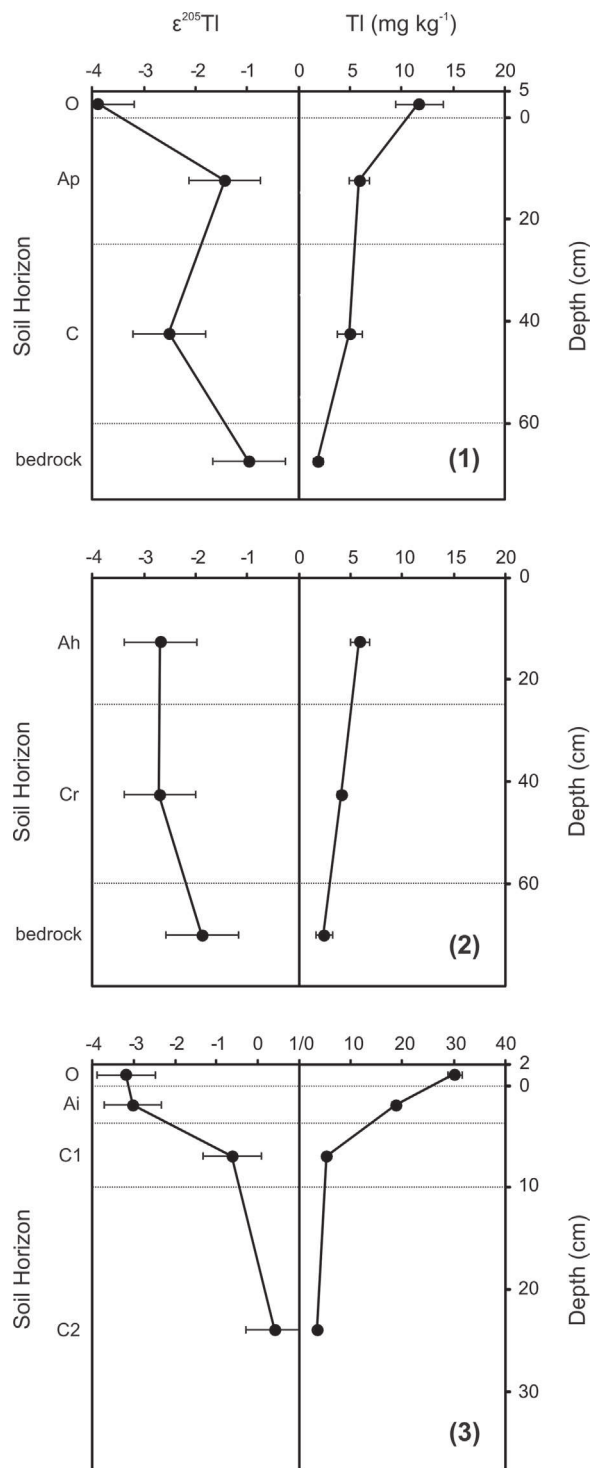 ε²⁰⁵Tl Tl (mg kg⁻¹)
-4 -3 -2 -1 0 5 10 15 20
O 5
0
Ap
20
Soil Horizon Depth (cm)
C 40
60
bedrock (1)
-4 -3 -2 -1 0 5 10 15 20
0
Ah
20
Soil Horizon Depth (cm)
Cr 40
60
bedrock (2)
-4 -3 -2 -1 0 1/0 10 20 30 40
O 2
0
Ai
C1
10
Soil Horizon Depth (cm)
20
C2
30
(3)